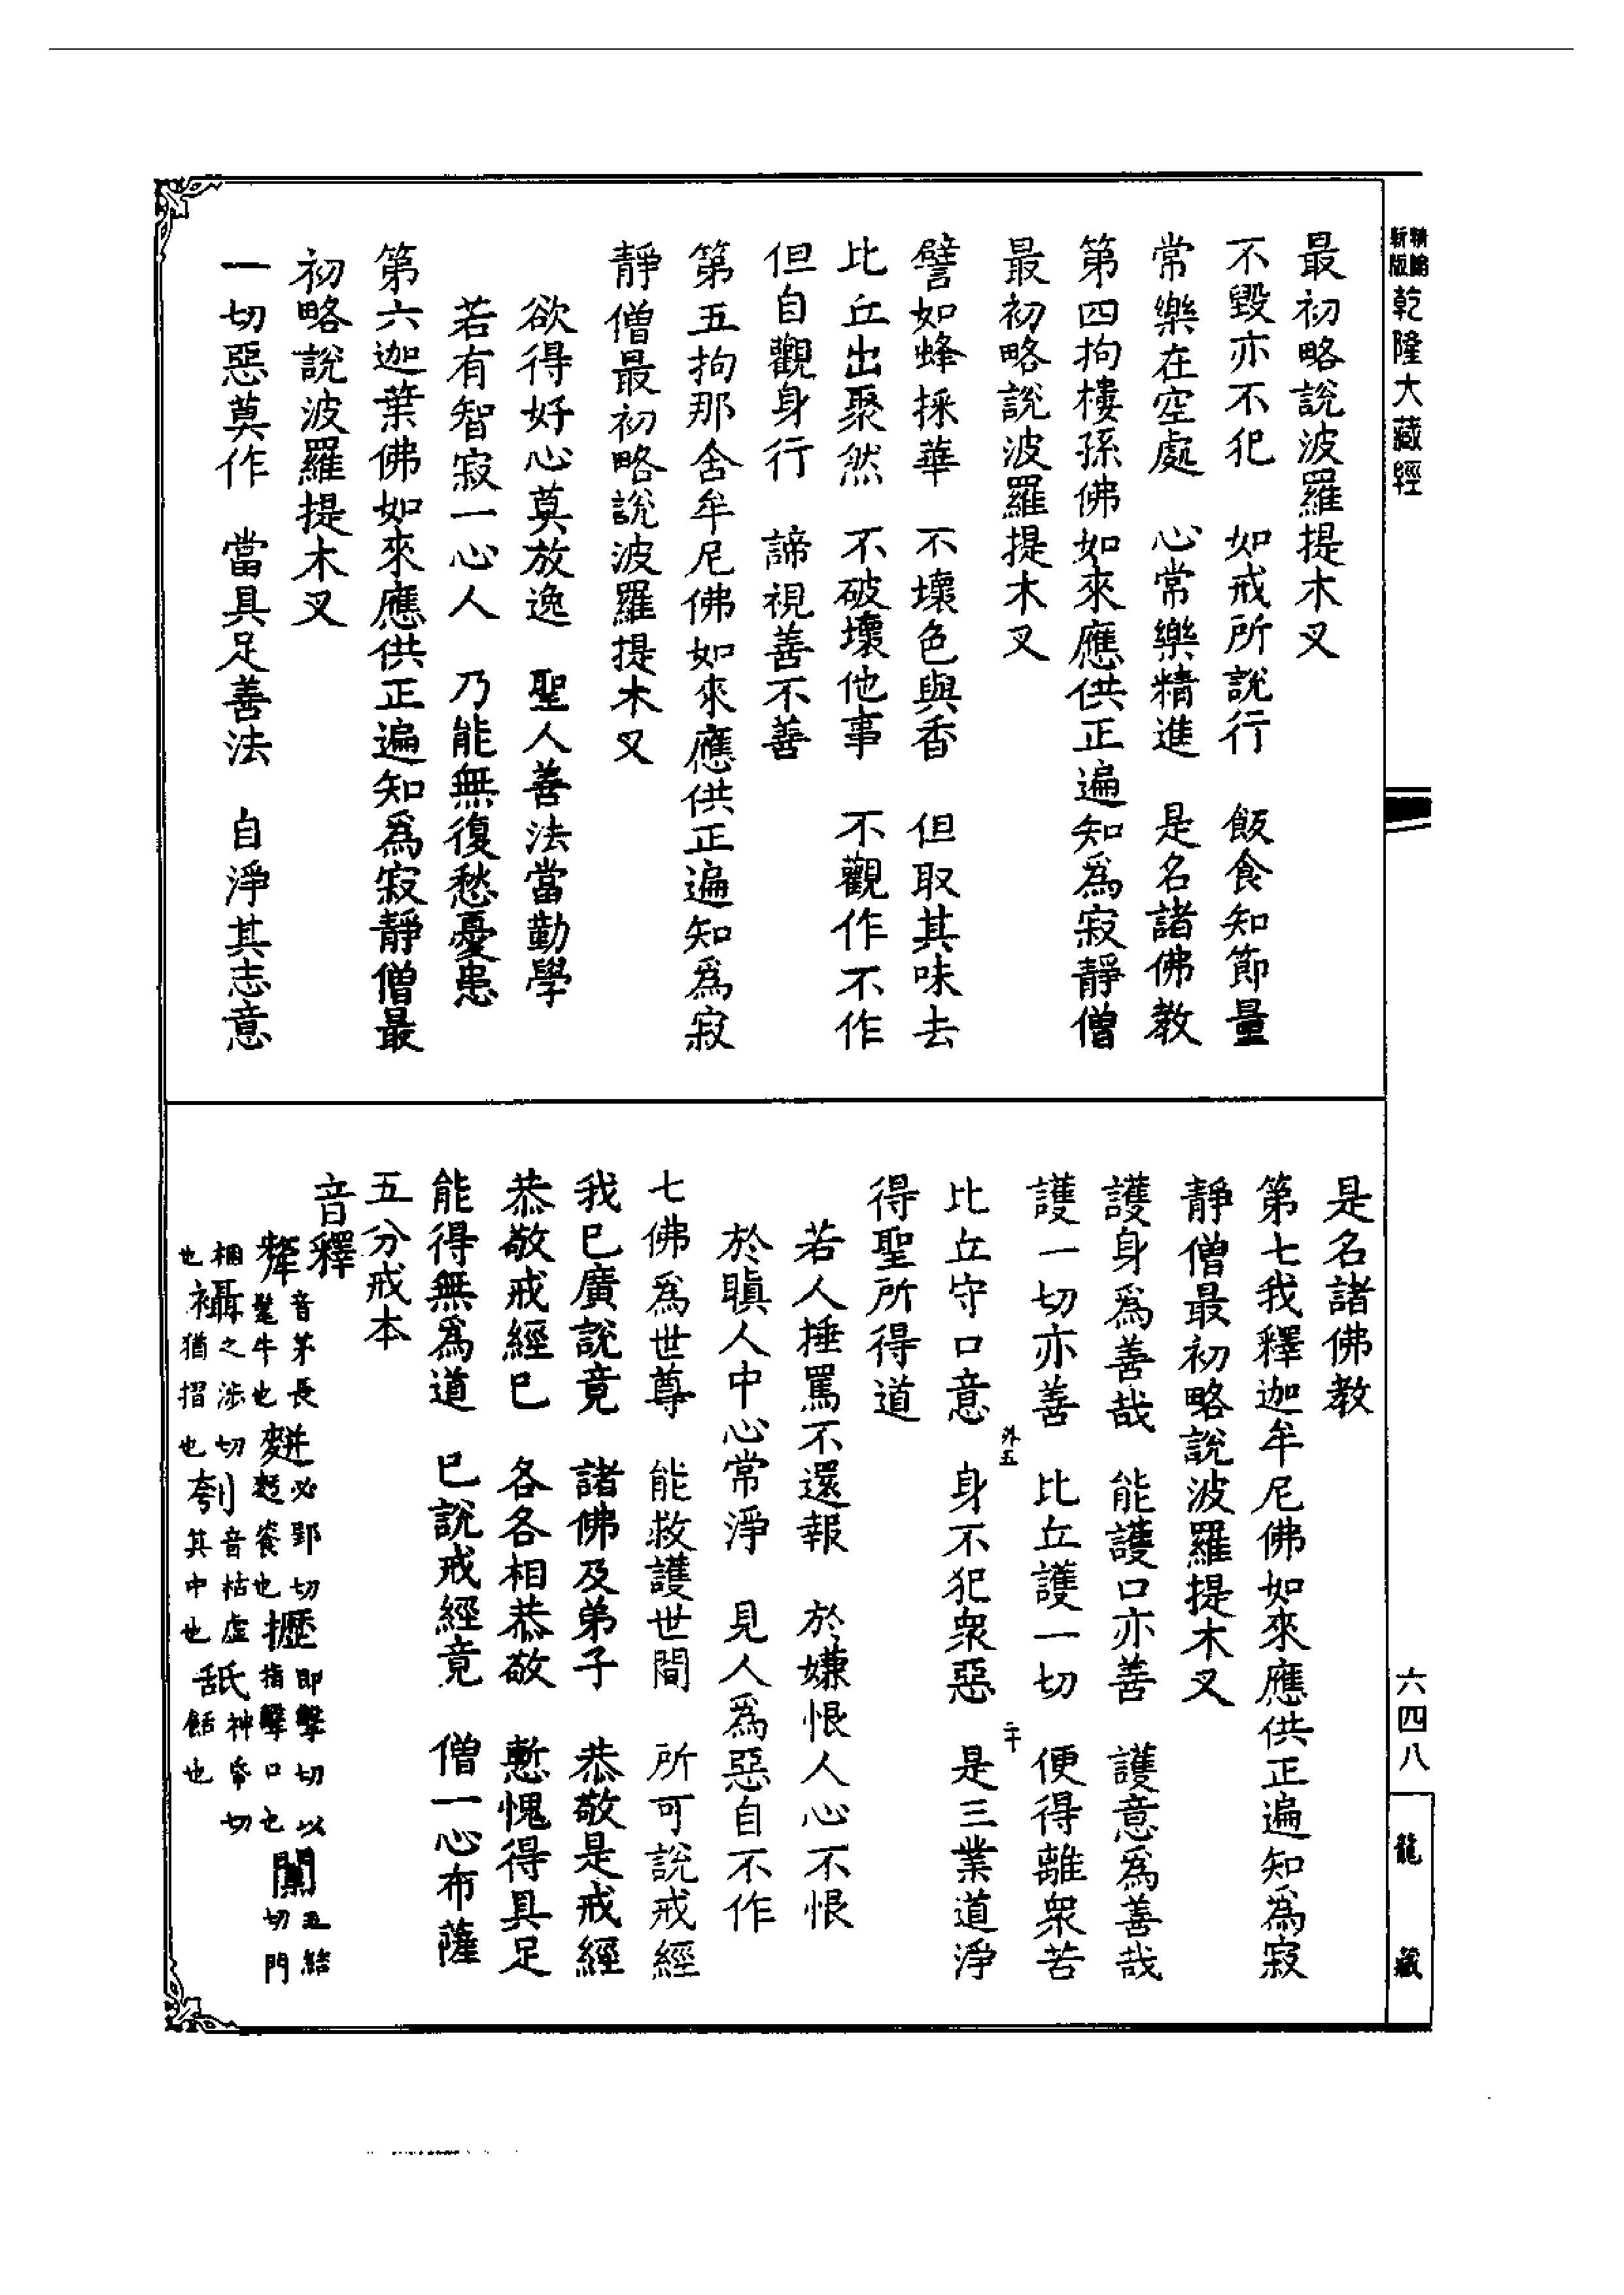 精縮新版乾隆大藏經
最初略說波羅提木叉
不毀亦不犯　如戒所說行　飯食知節量
常樂在空處　心常樂精進　是名諸佛教
第四拘樓孫佛如來應供正遍知爲寂靜僧
最初略說波羅提木叉
譬如蜂採華　不壞色與香　但取其味去
比丘出聚然　不破壞他事　不觀作不作
但自觀身行　諦視善不善
第五拘那舍牟尼佛如來應供正遍知爲寂
靜僧最初略說波羅提木叉
欲得好心莫放逸　聖人善法當勤學
若有智寂一心人　乃能無復愁憂患
第六迦葉佛如來應供正遍知爲寂靜僧最
初略說波羅提木叉
一切惡莫作　當具足善法　自淨其志意
是名諸佛教
第七我釋迦牟尼佛如來應供正遍知爲寂
靜僧最初略說波羅提木叉
護身爲善哉　能護口亦善　護意爲善哉
護一切亦善　比丘護一切　便得離衆苦
外五　二十
比丘守口意　身不犯衆惡　是三業道淨
得聖所得道
若人捶罵不還報　於嫌恨人心不恨
於瞋人中心常淨　見人爲惡自不作
七佛爲世尊　能救護世間　所可說戒經
我已廣說竟　諸佛及弟子　恭敬是戒經
恭敬戒經已　各各相恭敬　慙愧得具足
能得無爲道　已說戒經竟　僧一心布薩
五分戒本
音釋
犛音茅長髦牛也　䴵必郢切麪餈也　攊即擊切以指擊口也　闑五結切門
梱也　襵之涉切猶摺也　刳音枯虛其中也　舓神帋切餂也
六四八
龍藏